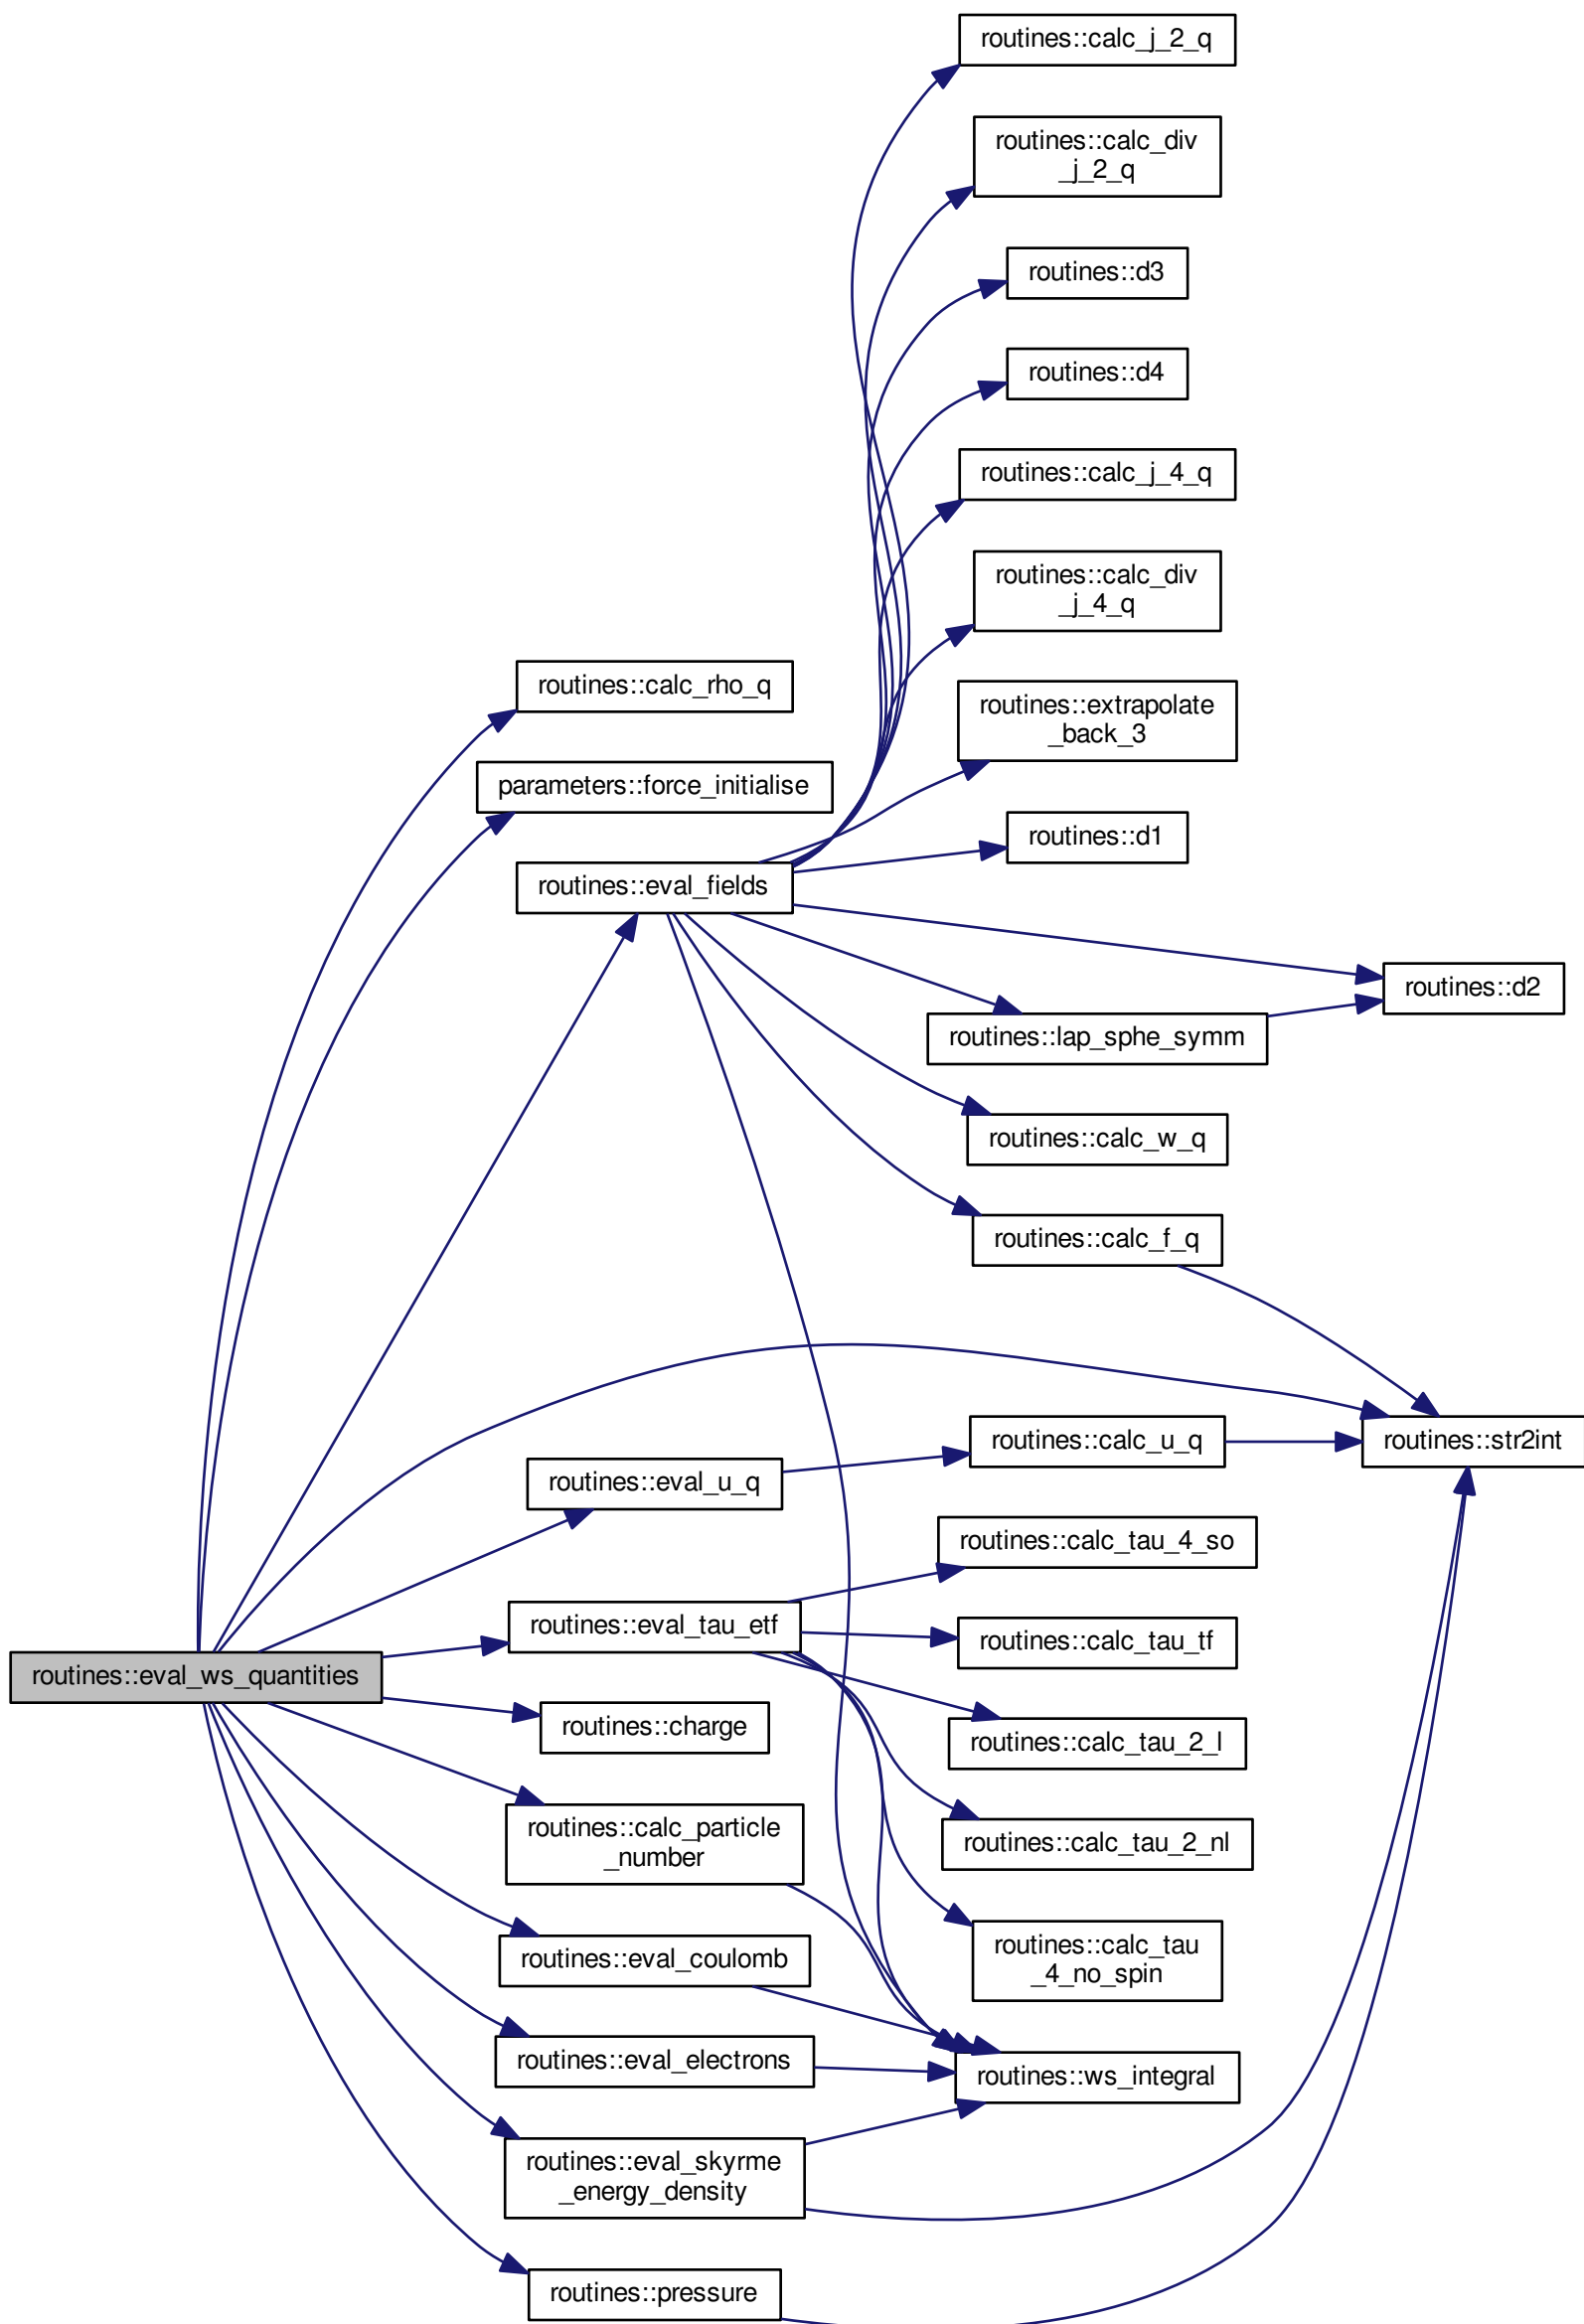 routines::calc_j_2_q
routines::calc_div
_j_2_q
routines::d3
routines::d4
routines::calc_j_4_q
routines::calc_div
_j_4_q
routines::calc_rho_q
routines::extrapolate
_back_3
parameters::force_initialise
routines::d1
routines::eval_fields
routines::d2
routines::lap_sphe_symm
routines::calc_w_q
routines::calc_f_q
routines::calc_u_q
routines::str2int
routines::eval_u_q
routines::calc_tau_4_so
routines::eval_tau_etf
routines::calc_tau_tf
routines::eval_ws_quantities
routines::charge
routines::calc_tau_2_l
routines::calc_particle
_number
routines::calc_tau_2_nl
routines::eval_coulomb
routines::calc_tau
_4_no_spin
routines::eval_electrons
routines::ws_integral
routines::eval_skyrme
_energy_density
routines::pressure